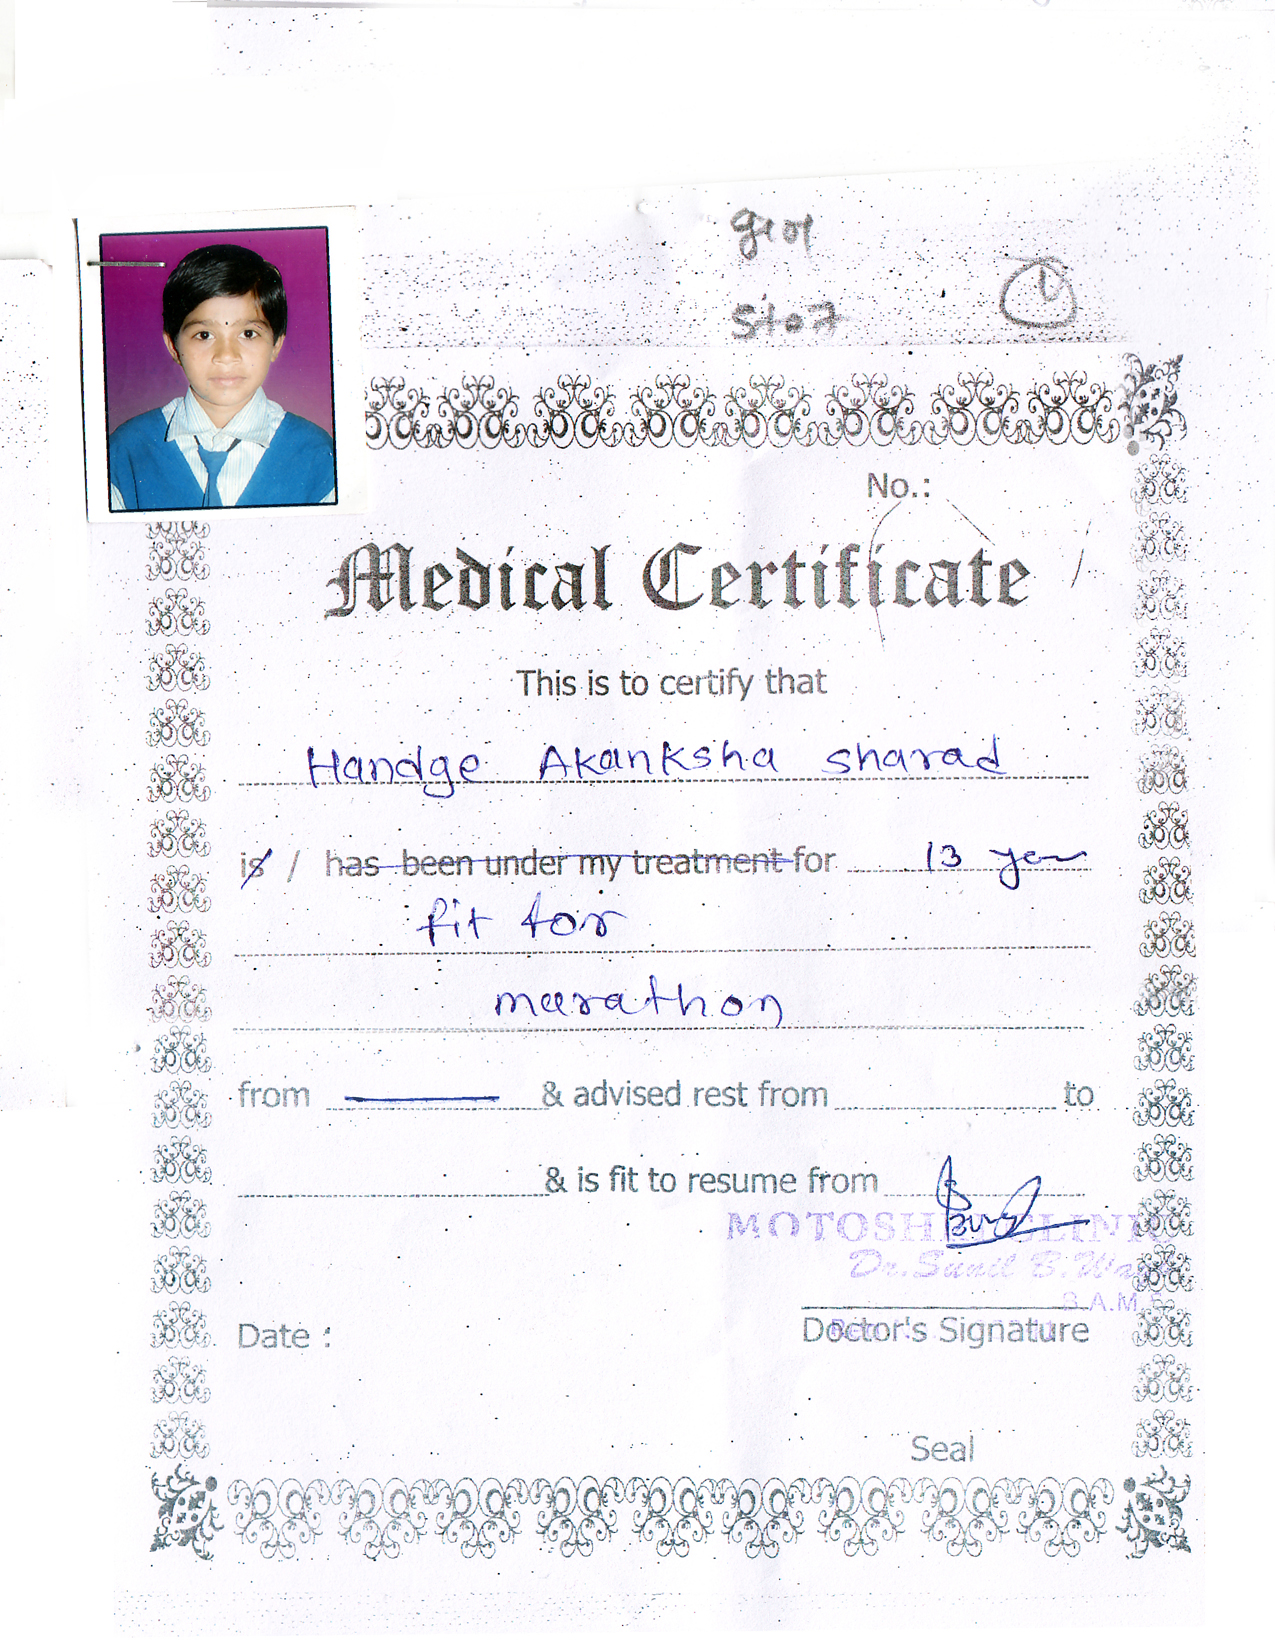 No.:
Medical Certificate
This is to certify that
Handge Akanksha sharad
is / has been under my treatment for 13 year
fit for
marathon
from & advised rest from to
& is fit to resume from
MOTOSHRI CLINIC
Dr. Sunil B.
B.A.M.S
Date :
Doctor's Signature
Seal